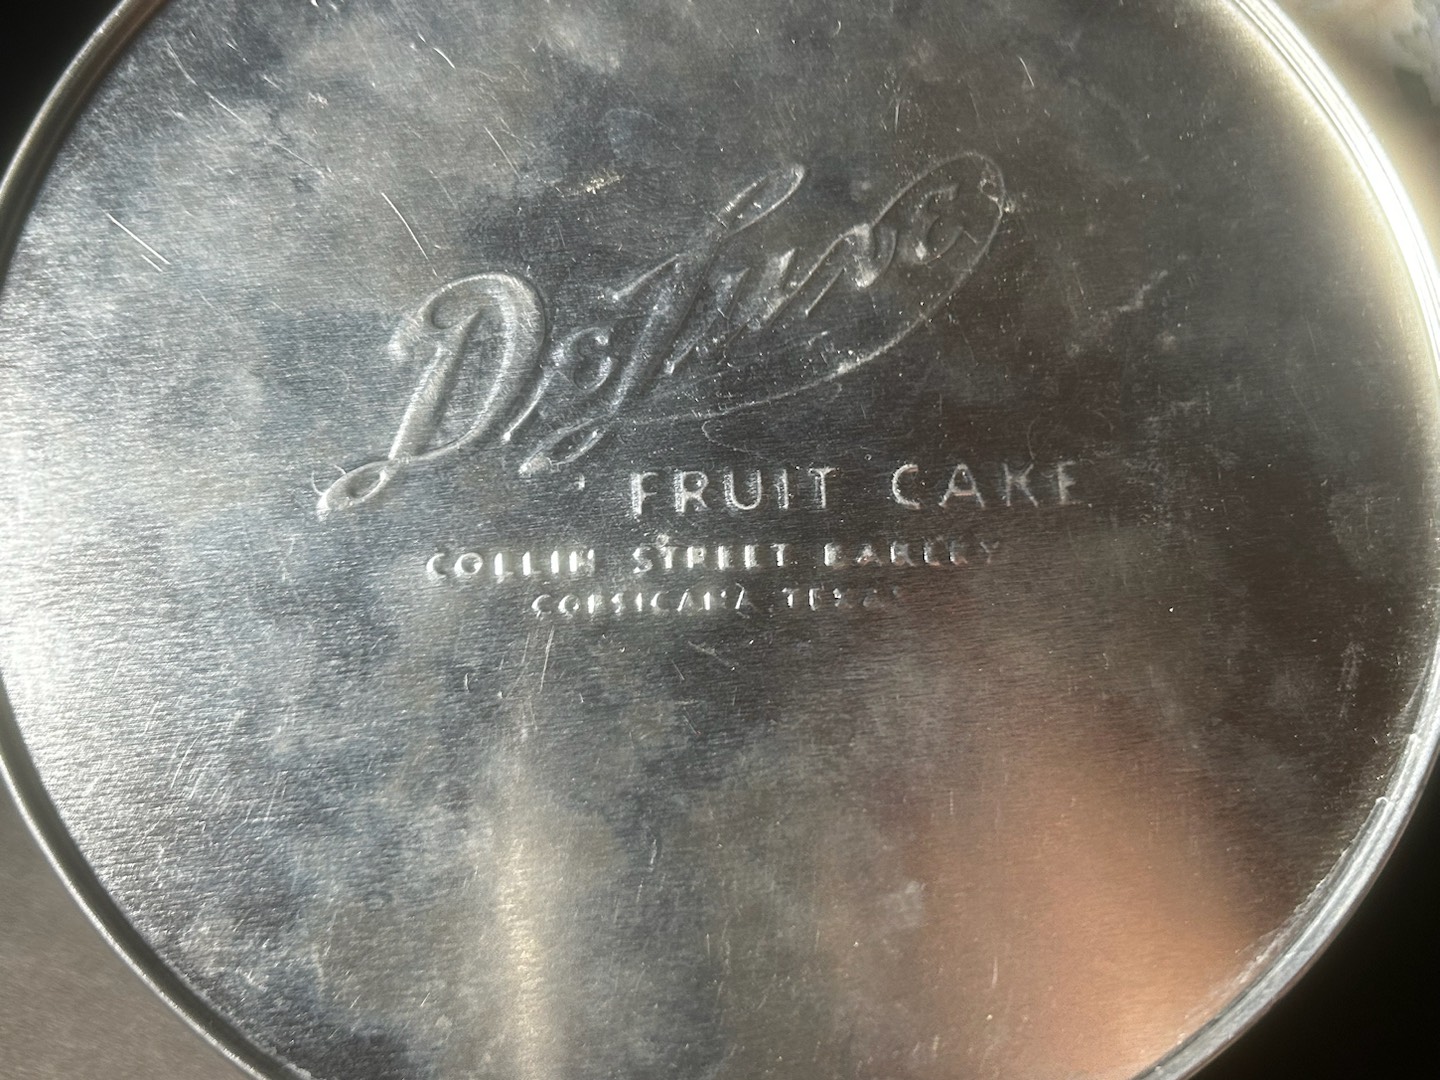 DeLuxe
FRUIT CAKE
COLLIN STREET BAKERY
CORSICANA, TEXAS